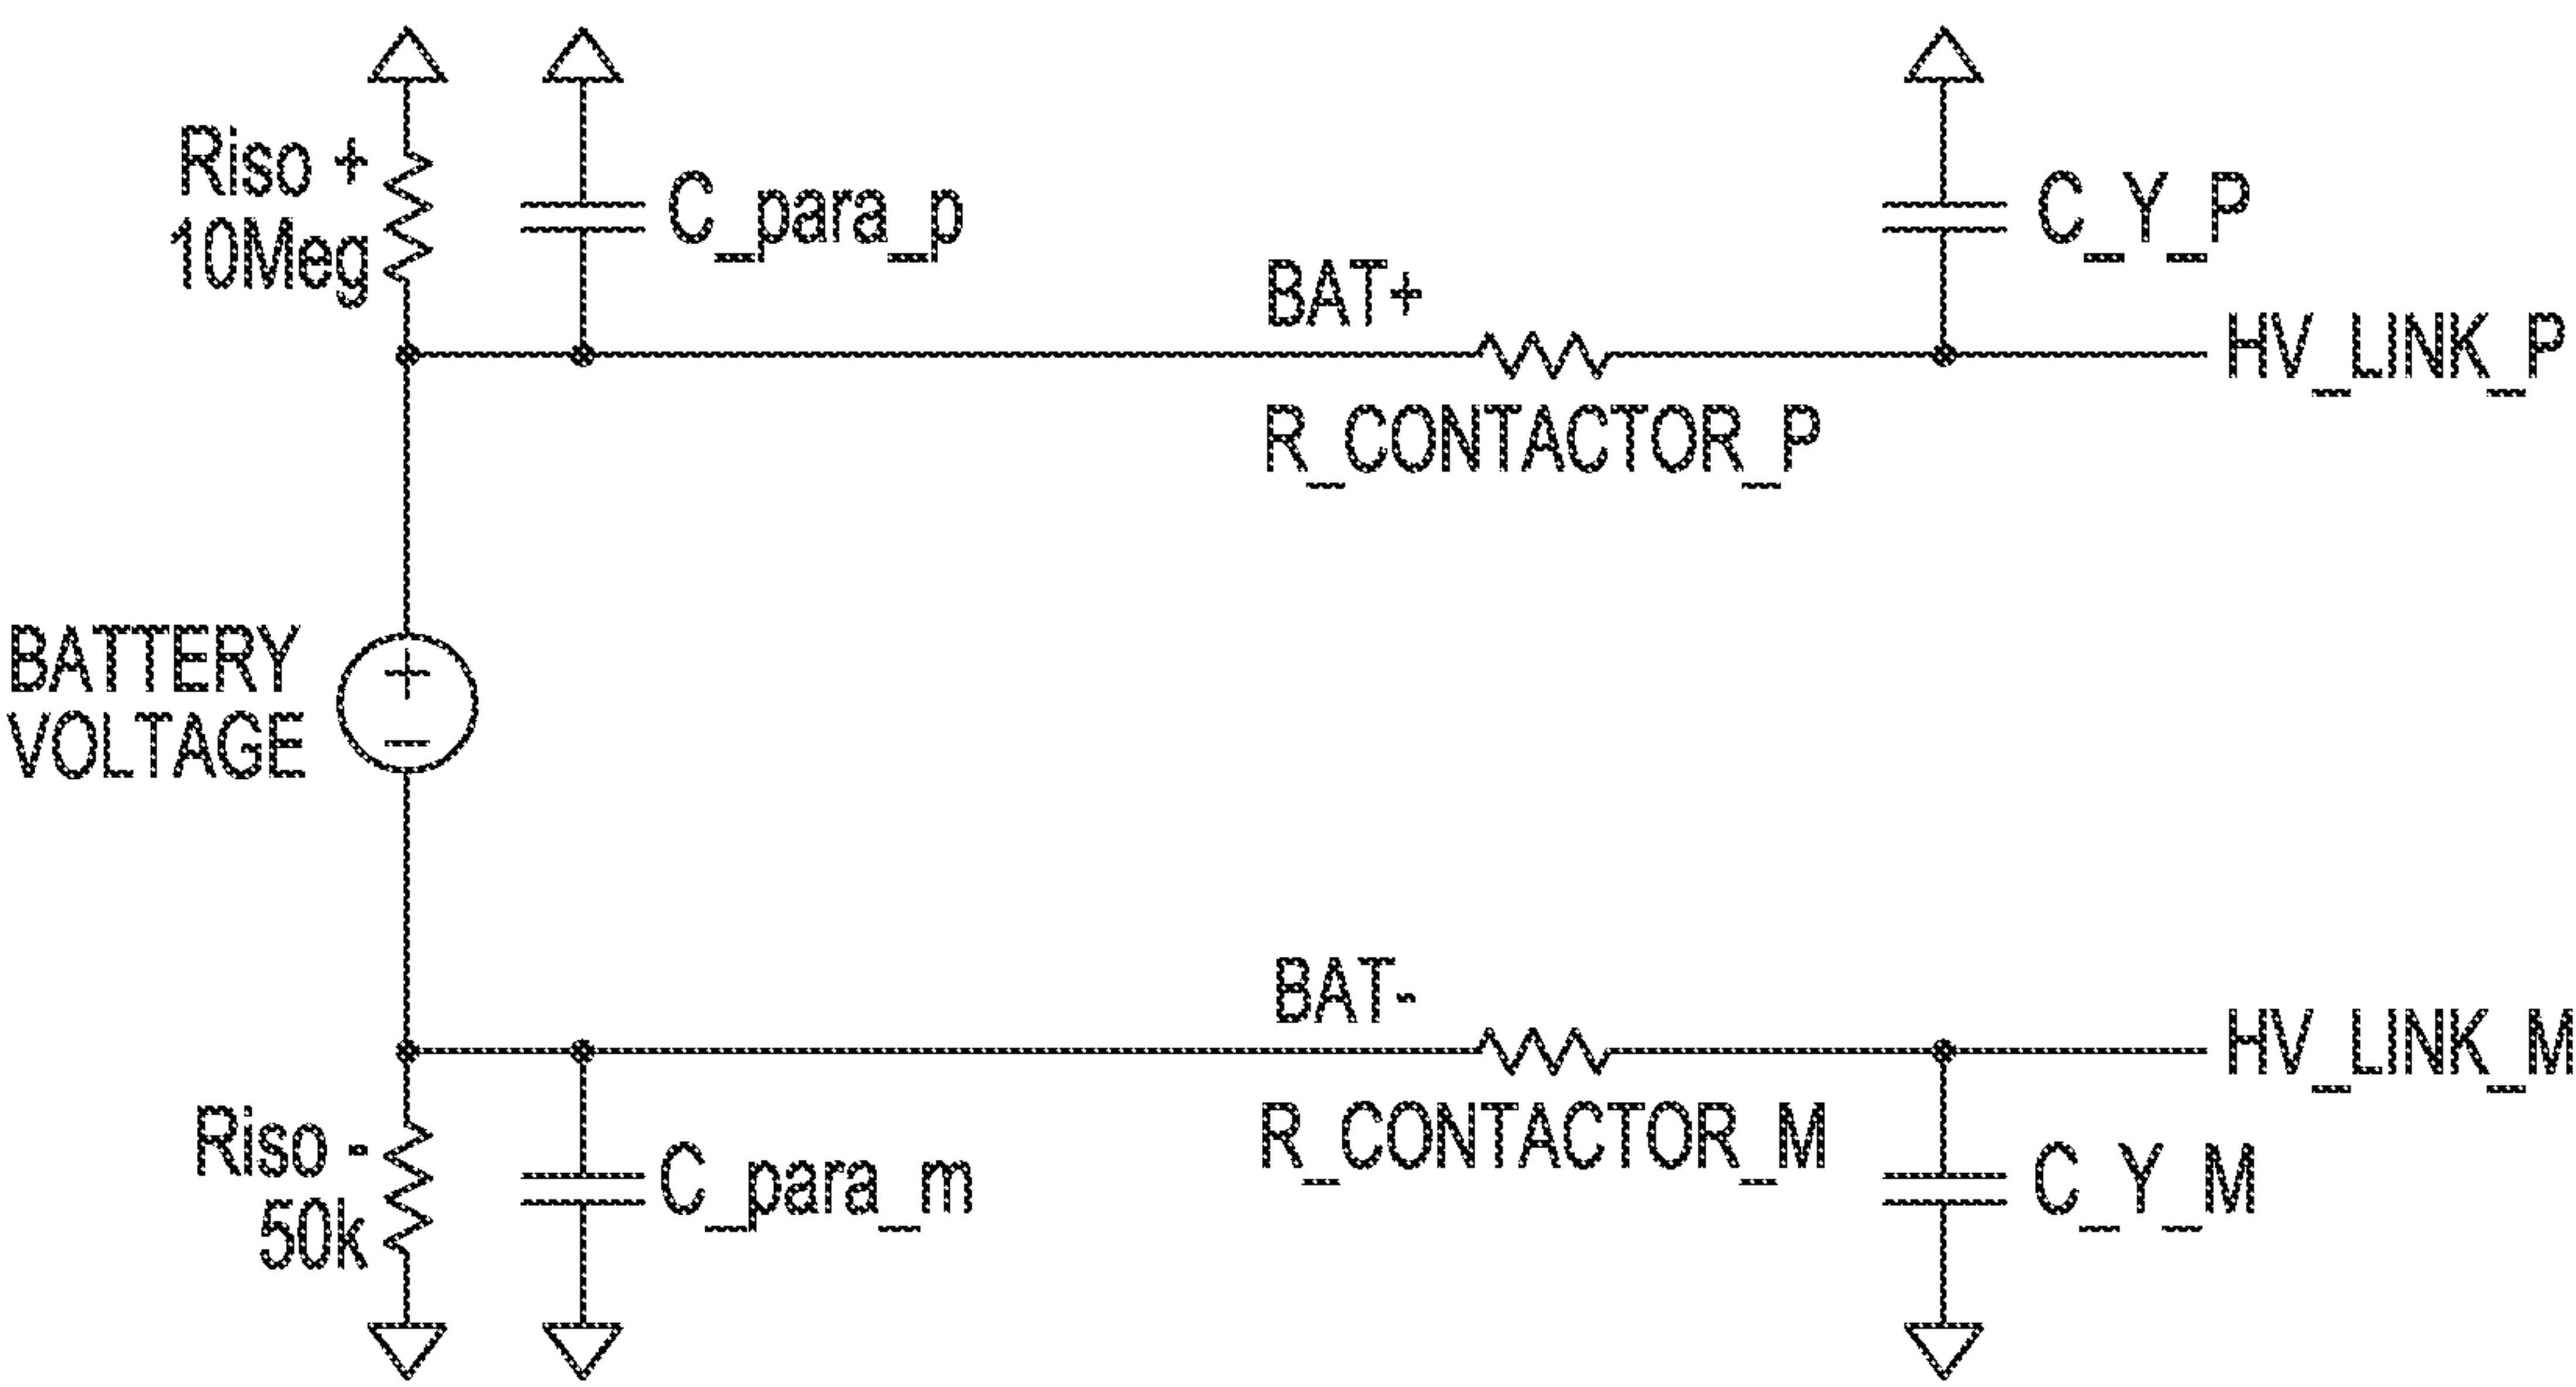 Riso +
10Meg
C_para_p
C_Y_P
BAT+
HV_LINK_P
R_CONTACTOR_P
BATTERY
VOLTAGE
+
−
BAT-
HV_LINK_M
R_CONTACTOR_M
Riso -
50k
C_para_m
C_Y_M